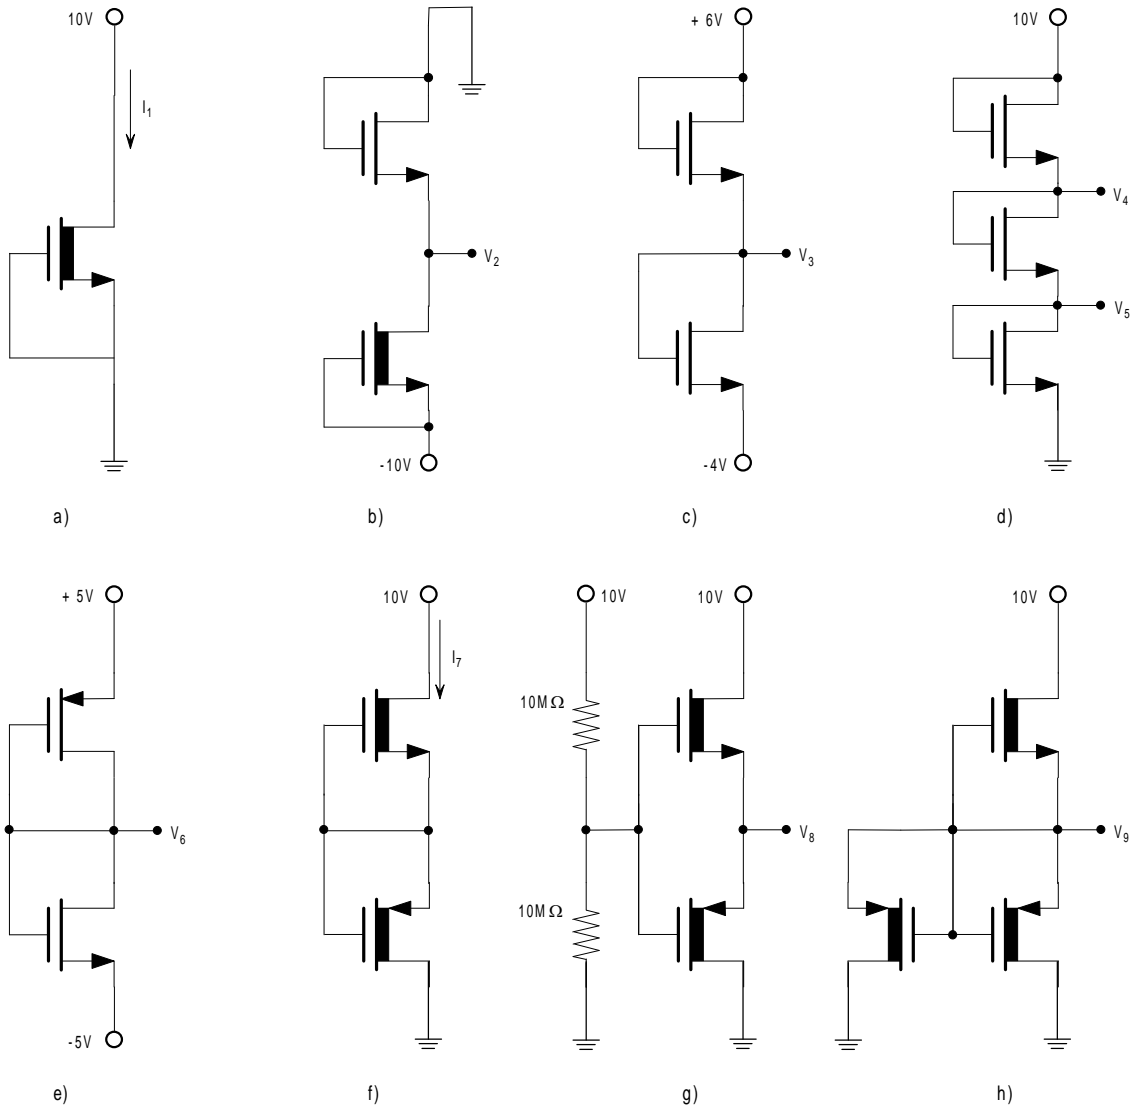 10V
I1
a)
V2
-10V
b)
+ 6V
V3
-4V
c)
10V
V4
V5
d)
+ 5V
V6
-5V
e)
10V
I7
f)
10V
10V
10MΩ
10MΩ
V8
g)
10V
V9
h)